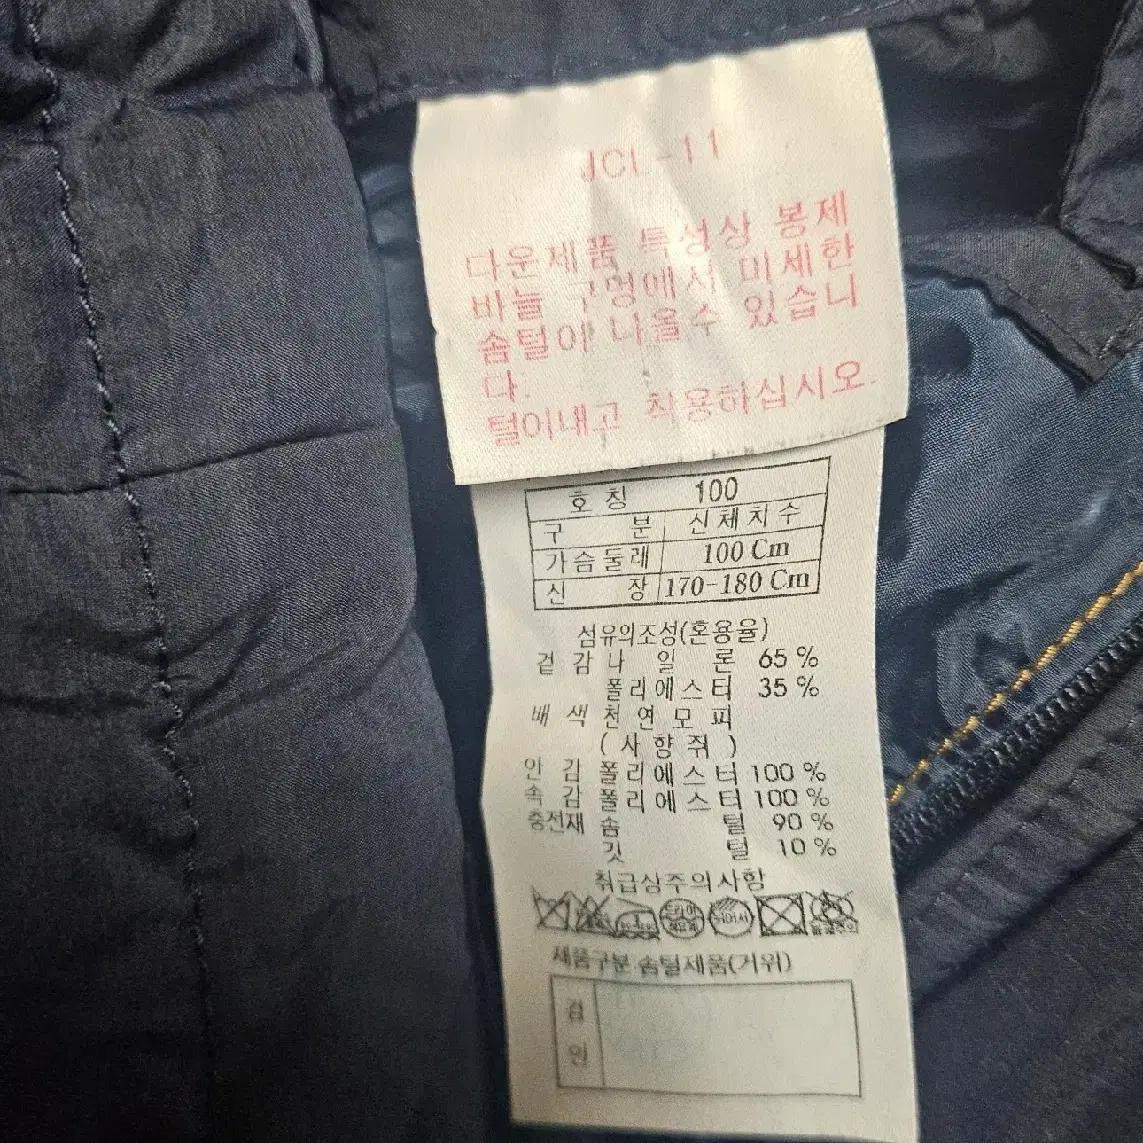 JCL-11
다운제품 특성상 봉제
바늘 구멍에서 미세한
솜털이 나올수 있습니
다.
털이내고 착용하십시오.
호 칭 100
구 분 신체치수
가슴둘레 100 Cm
신 장 170-180 Cm
섬유의조성(혼용율)
겉 감 나 일 론 65 %
폴리에스터 35 %
배 색 천 연 모 피
( 사 향 쥐 )
안 감 폴리에스터 100 %
속 감 폴리에스터 100 %
충전재 솜 털 90 %
깃 털 10 %
취급상주의사항
드라이
제품구분 솜털제품(거위)
검
인